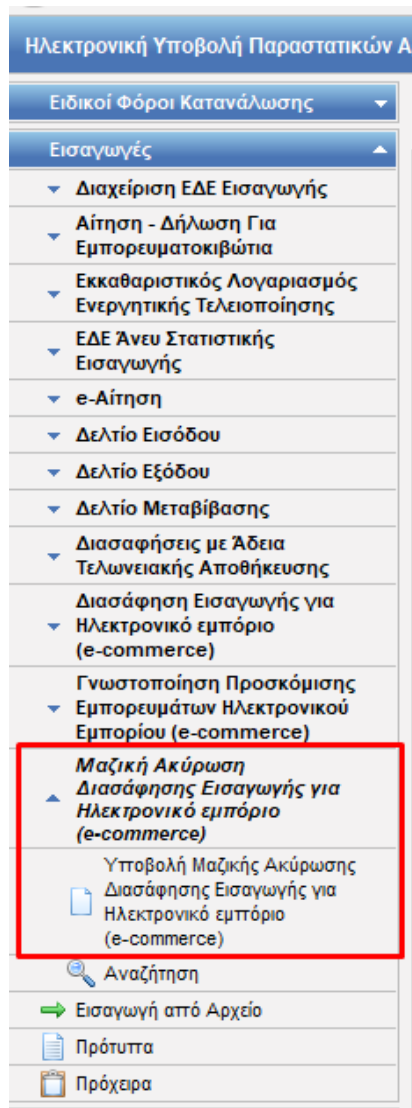 Ηλεκτρονική Υποβολή Παραστατικών Α
Ειδικοί Φόροι Κατανάλωσης
Εισαγωγές
Διαχείριση ΕΔΕ Εισαγωγής
Αίτηση - Δήλωση Για
Εμπορευματοκιβώτια
Εκκαθαριστικός Λογαριασμός
Ενεργητικής Τελειοποίησης
ΕΔΕ Άνευ Στατιστικής
Εισαγωγής
e-Αίτηση
Δελτίο Εισόδου
Δελτίο Εξόδου
Δελτίο Μεταβίβασης
Διασαφήσεις με Άδεια
Τελωνειακής Αποθήκευσης
Διασάφηση Εισαγωγής για
Ηλεκτρονικό εμπόριο
(e-commerce)
Γνωστοποίηση Προσκόμισης
Εμπορευμάτων Ηλεκτρονικού
Εμπορίου (e-commerce)
Μαζική Ακύρωση
Διασάφησης Εισαγωγής για
Ηλεκτρονικό εμπόριο
(e-commerce)
Υποβολή Μαζικής Ακύρωσης
Διασάφησης Εισαγωγής για
Ηλεκτρονικό εμπόριο
(e-commerce)
Αναζήτηση
Εισαγωγή από Αρχείο
Πρότυπα
Πρόχειρα